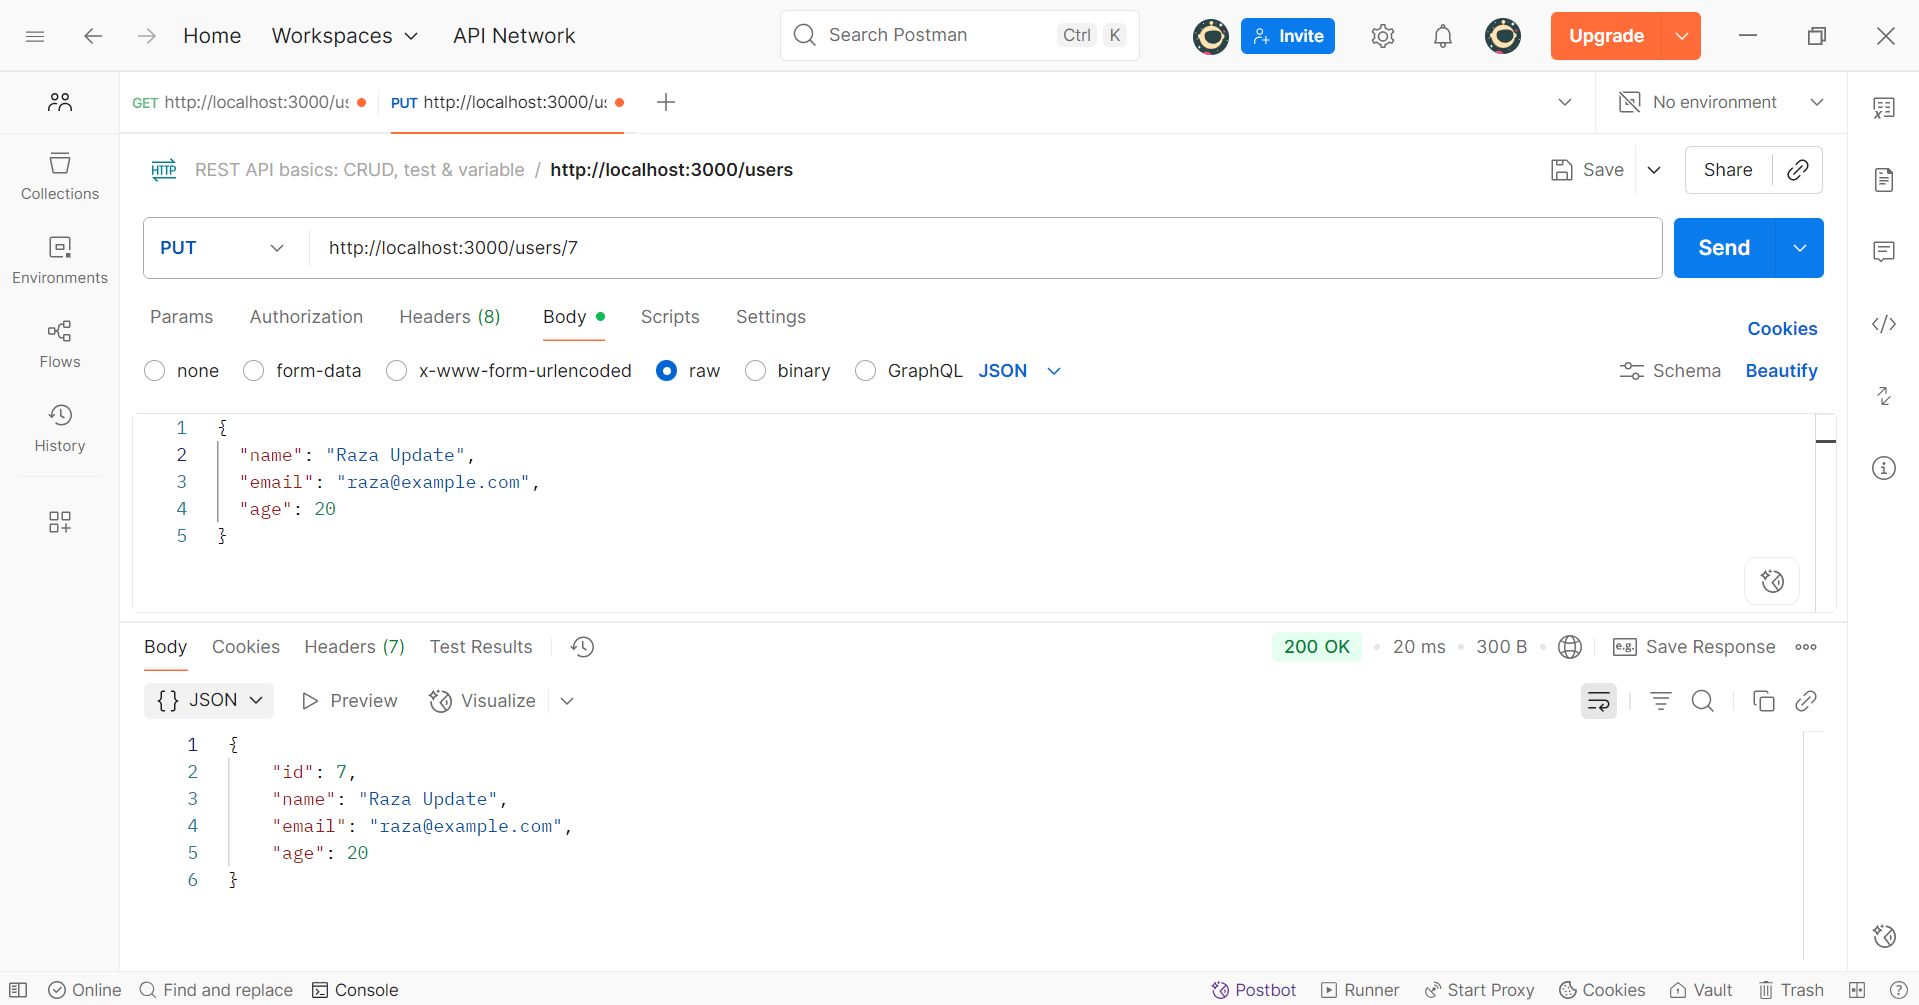 Home Workspaces API Network Search Postman Ctrl K Invite Upgrade
GET http://localhost:3000/us PUT http://localhost:3000/us No environment
HTTP REST API basics: CRUD, test & variable / http://localhost:3000/users Save Share
Collections
Environments
Flows
History
PUT http://localhost:3000/users/7 Send
Params Authorization Headers (8) Body Scripts Settings Cookies
none form-data x-www-form-urlencoded raw binary GraphQL JSON Schema Beautify
1 {
2 "name": "Raza Update",
3 "email": "raza@example.com",
4 "age": 20
5 }
Body Cookies Headers (7) Test Results 200 OK • 20 ms • 300 B • e.g. Save Response
{} JSON Preview Visualize
1 {
2 "id": 7,
3 "name": "Raza Update",
4 "email": "raza@example.com",
5 "age": 20
6 }
Online Find and replace Console Postbot Runner Start Proxy Cookies Vault Trash